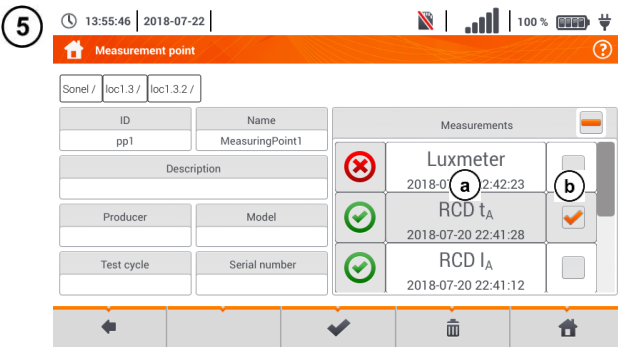 5
13:55:46 2018-07-22 100 %
Measurement point ?
Sonel / loc1.3 / loc1.3.2 /
ID Name Measurements
pp1 MeasuringPoint1
Description
Luxmeter
2018-07 2:42:23
a b
Producer Model
RCD tA
2018-07-20 22:41:28
Test cycle Serial number
RCD IA
2018-07-20 22:41:12